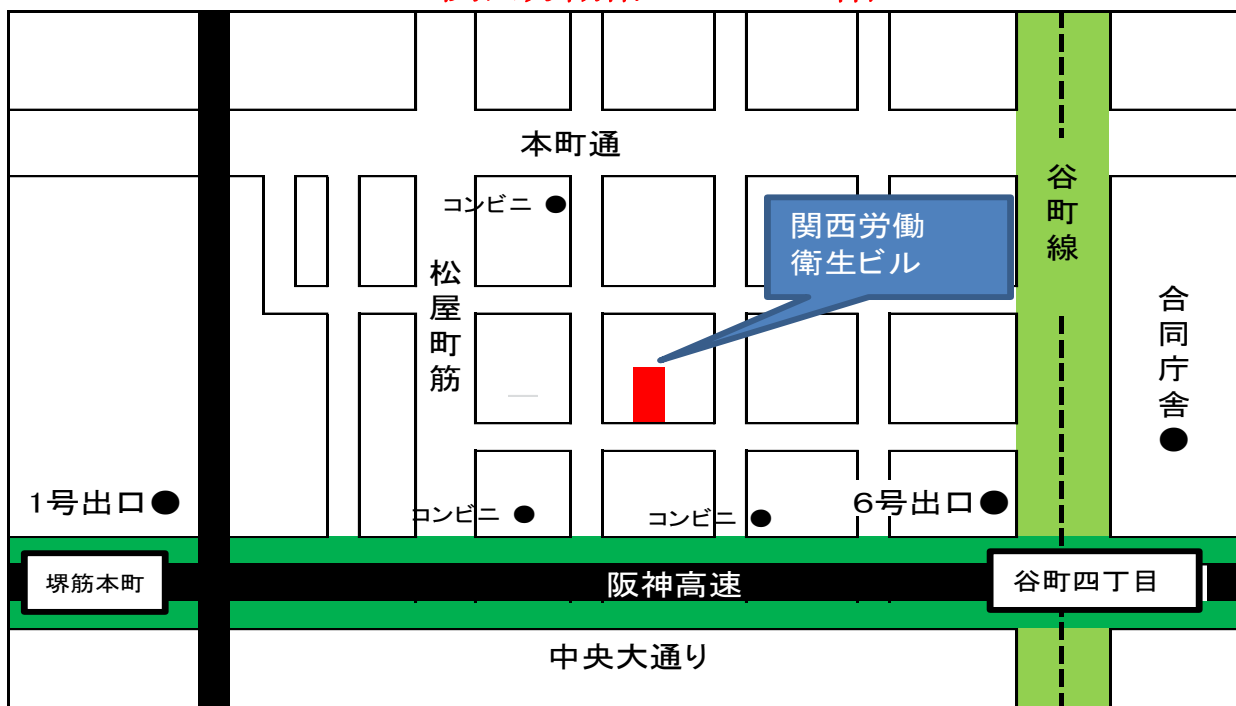 本町通
谷町線
コンビニ
関西労働
衛生ビル
松屋町筋
合同庁舎
1号出口
コンビニ
コンビニ
6号出口
堺筋本町
阪神高速
谷町四丁目
中央大通り